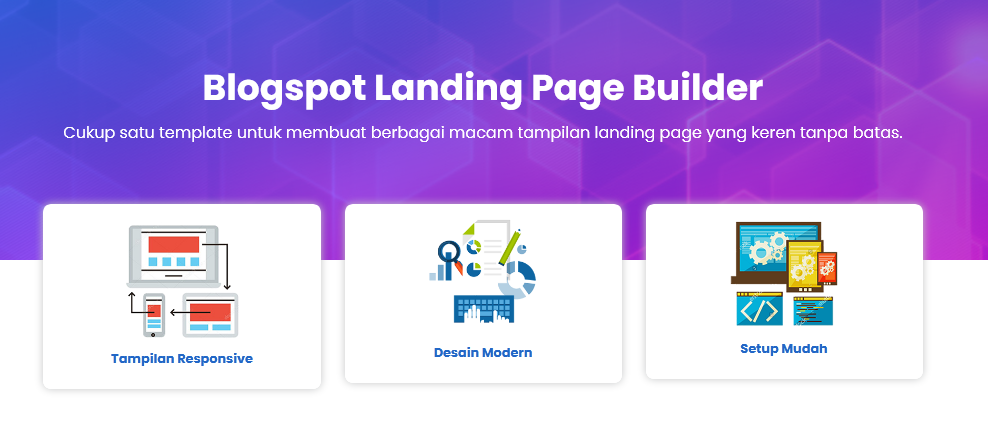 Blogspot Landing Page Builder
Cukup satu template untuk membuat berbagai macam tampilan landing page yang keren tanpa batas.
Tampilan Responsive
Desain Modern
Setup Mudah